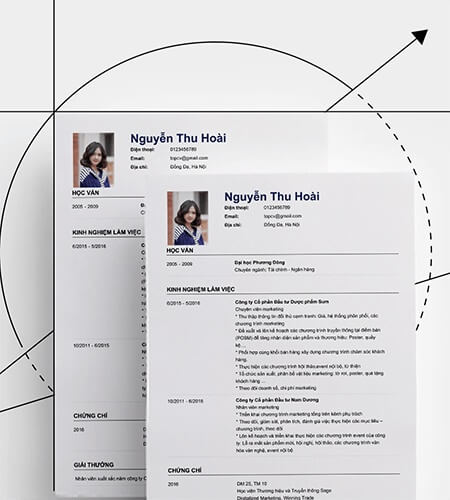 Nguyễn Thu Hoài
Điện thoại: 0123456789
Email: topcv@gmail.com
Địa chỉ: Đống Đa, Hà Nội
HỌC VẤN
2005 - 2009
KINH NGHIỆM LÀM VIỆC
6/2015 - 5/2016
10/2011 - 6/2015
CHỨNG CHỈ
2016
GIẢI THƯỞNG
Nhân viên xuất sắc năm công ty C
Nguyễn Thu Hoài
Điện thoại: 0123456789
Email: topcv@gmail.com
Địa chỉ: Đống Đa, Hà Nội
HỌC VẤN
2005 - 2009 Đại học Phương Đông
Chuyên ngành: Tài chính - Ngân hàng
KINH NGHIỆM LÀM VIỆC
6/2015 - 5/2016 Công ty Cổ phần Đầu tư Dược phẩm Sum
Chuyên viên marketing
* Thu thập thông tin đối thủ cạnh tranh: Giá, hệ thống phân phối, các
chương trình marketing
* Đề xuất và lên kế hoạch các chương trình truyền thông tại điểm bán
(POSM) để tăng nhận diện sản phẩm và thương hiệu: Poster, quầy
kệ...
* Phối hợp cùng khối bán hàng xây dựng chương trình chăm sóc khách
hàng.
* Thực hiện các chương trình hội thảo, event nội bộ, từ thiện
* Tổ chức sản xuất, phân bổ vật liệu marketing: tờ rơi, poster, quà tặng
khách hàng ...
* Theo dõi doanh số, chi phí marketing
10/2011 - 6/2015 Công ty Cổ phần Đầu tư Nam Dương
Nhân viên marketing
* Triển khai chương trình marketing tổng trên kênh phụ trách
* Theo dõi, giám sát, phân tích, đánh giá việc thực hiện các mục tiêu –
chương trình, theo dõi
* Lên kế hoạch và triển khai thực hiện các chương trình event của công
ty: Lễ ra mắt sản phẩm mới, hội nghị, hội thảo, các chương trình văn
hóa văn nghệ, event nội bộ.
CHỨNG CHỈ
2016 DM 25, TM 10
Học viện Thương hiệu và Truyền thông Sage
Distational Marketing, Winning Trade